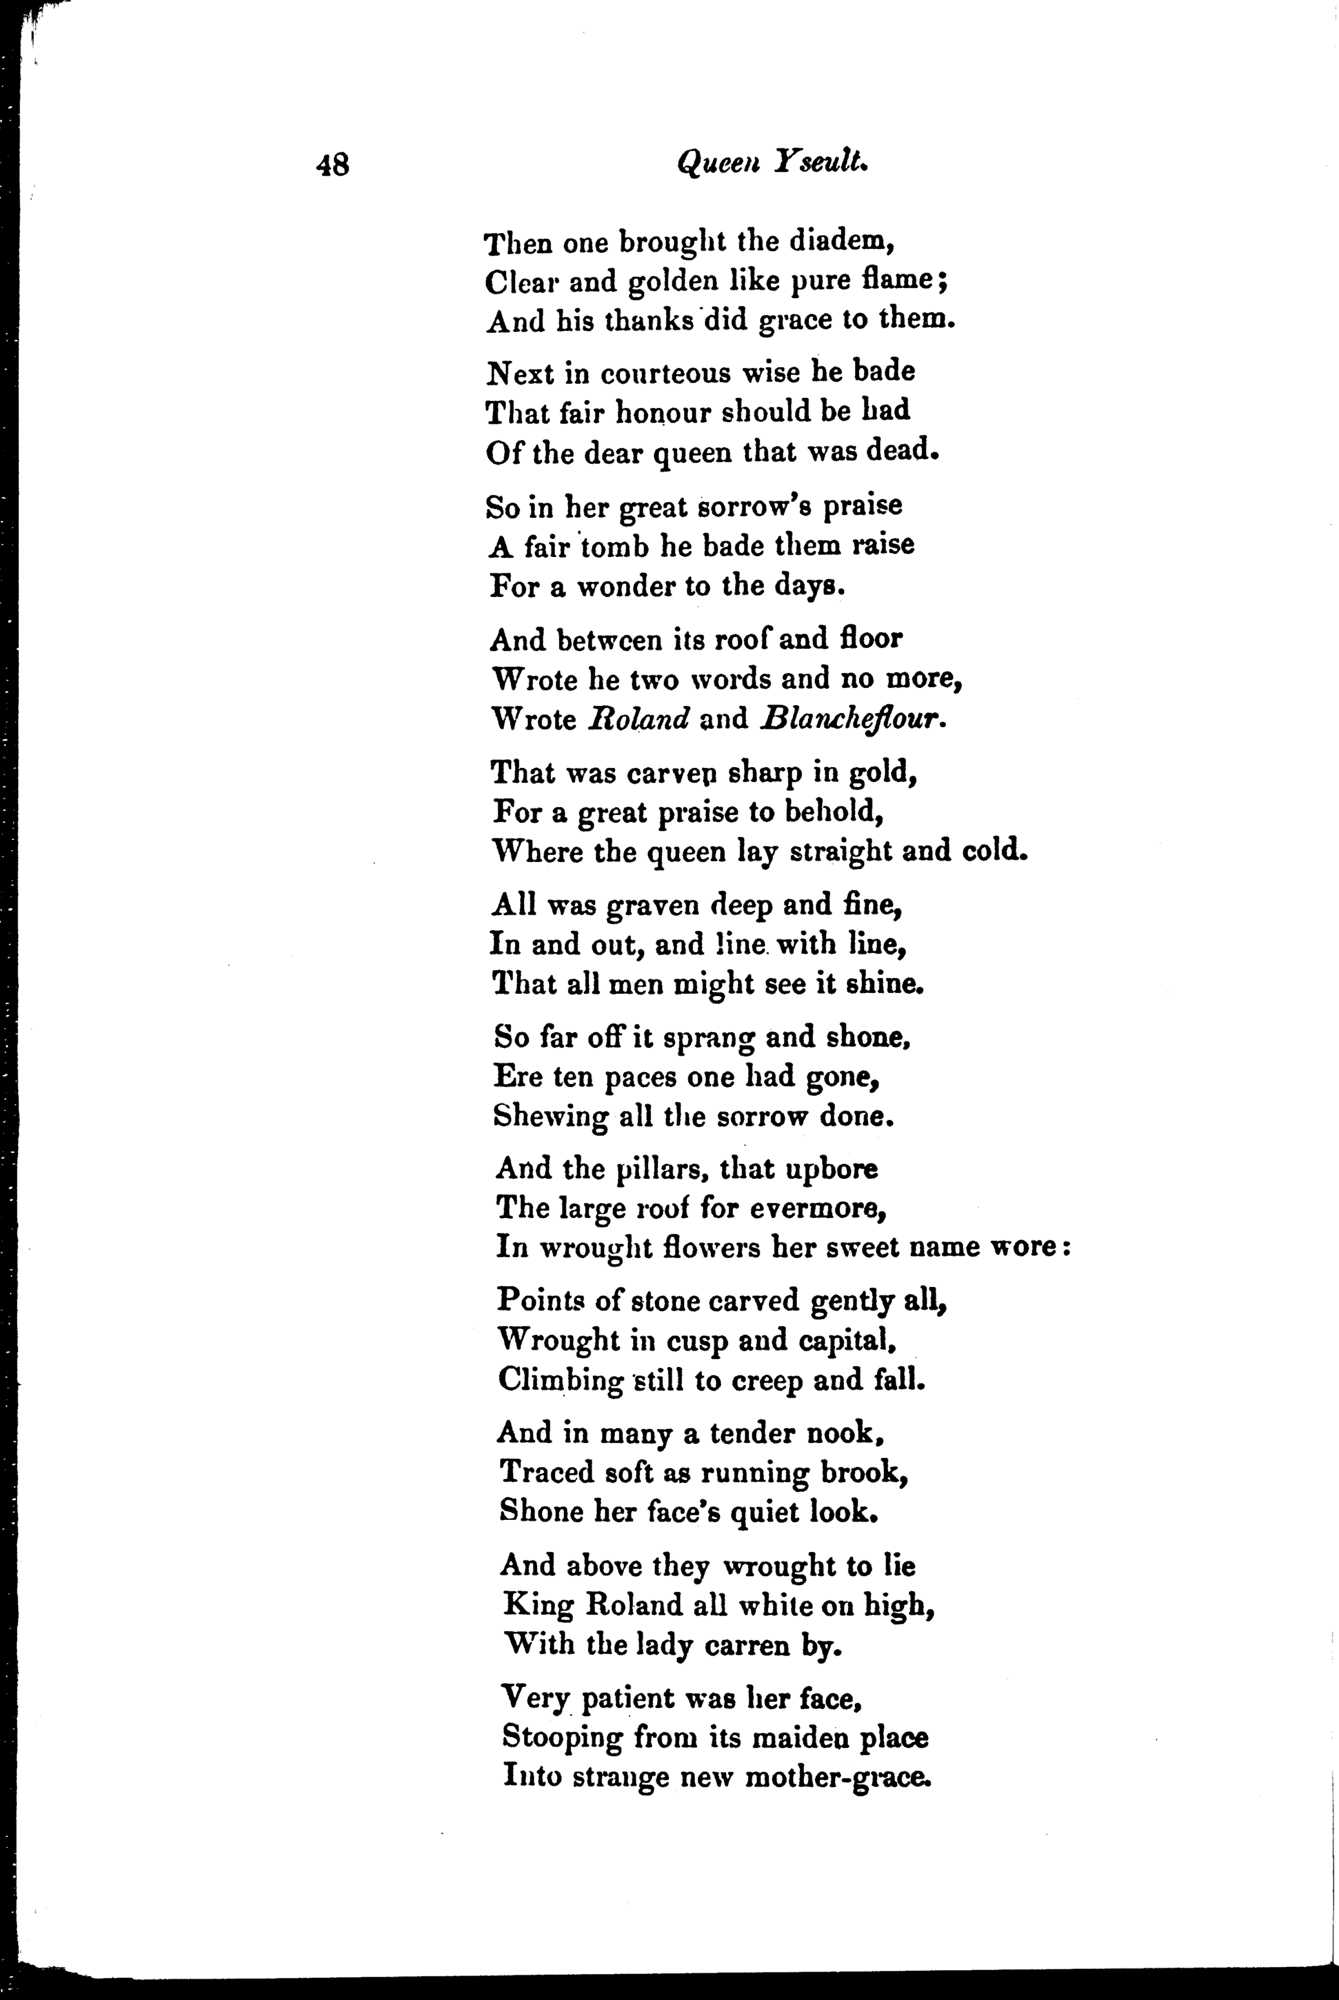 48
Queen Yseult.
Then one brought the diadem,
Clear and golden like pure flame;
And his thanks did grace to them.
Next in courteous wise he bade
That fair honour should be had
Of the dear queen that was dead.
So in her great sorrow's praise
A fair tomb he bade them raise
For a wonder to the days.
And between its roof and floor
Wrote he two words and no more,
Wrote Roland and Blancheflour.
That was carven sharp in gold,
For a great praise to behold,
Where the queen lay straight and cold.
All was graven deep and fine,
In and out, and line with line,
That all men might see it shine.
So far off it sprang and shone,
Ere ten paces one had gone,
Shewing all the sorrow done.
And the pillars, that upbore
The large roof for evermore,
In wrought flowers her sweet name wore:
Points of stone carved gently all,
Wrought in cusp and capital,
Climbing still to creep and fall.
And in many a tender nook,
Traced soft as running brook,
Shone her face's quiet look.
And above they wrought to lie
King Roland all white on high,
With the lady carren by.
Very patient was her face,
Stooping from its maiden place
Into strange new mother-grace.